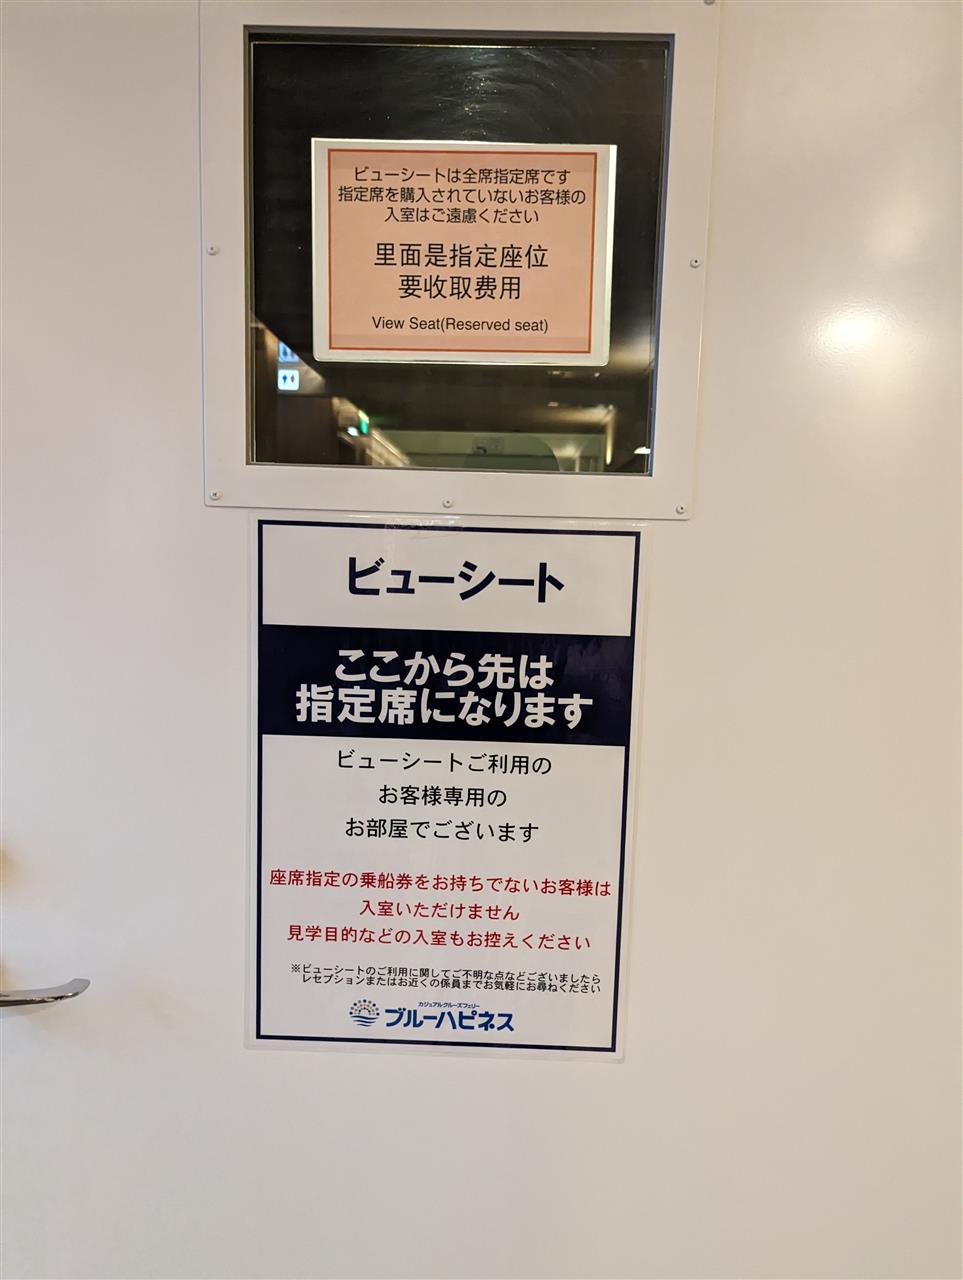 ビューシートは全席指定席です
指定席を購入されていないお客様の
入室はご遠慮ください
里面是指定座位
要收取费用
View Seat(Reserved seat)
ビューシート
ここから先は
指定席になります
ビューシートご利用の
お客様専用の
お部屋でございます
座席指定の乗船券をお持ちでないお客様は
入室いただけません
見学目的などの入室もお控えください
※ビューシートのご利用に関してご不明な点などございましたら
レセプションまたはお近くの係員までお気軽にお尋ねください
カジュアルクルーズフェリー
ブルーハピネス